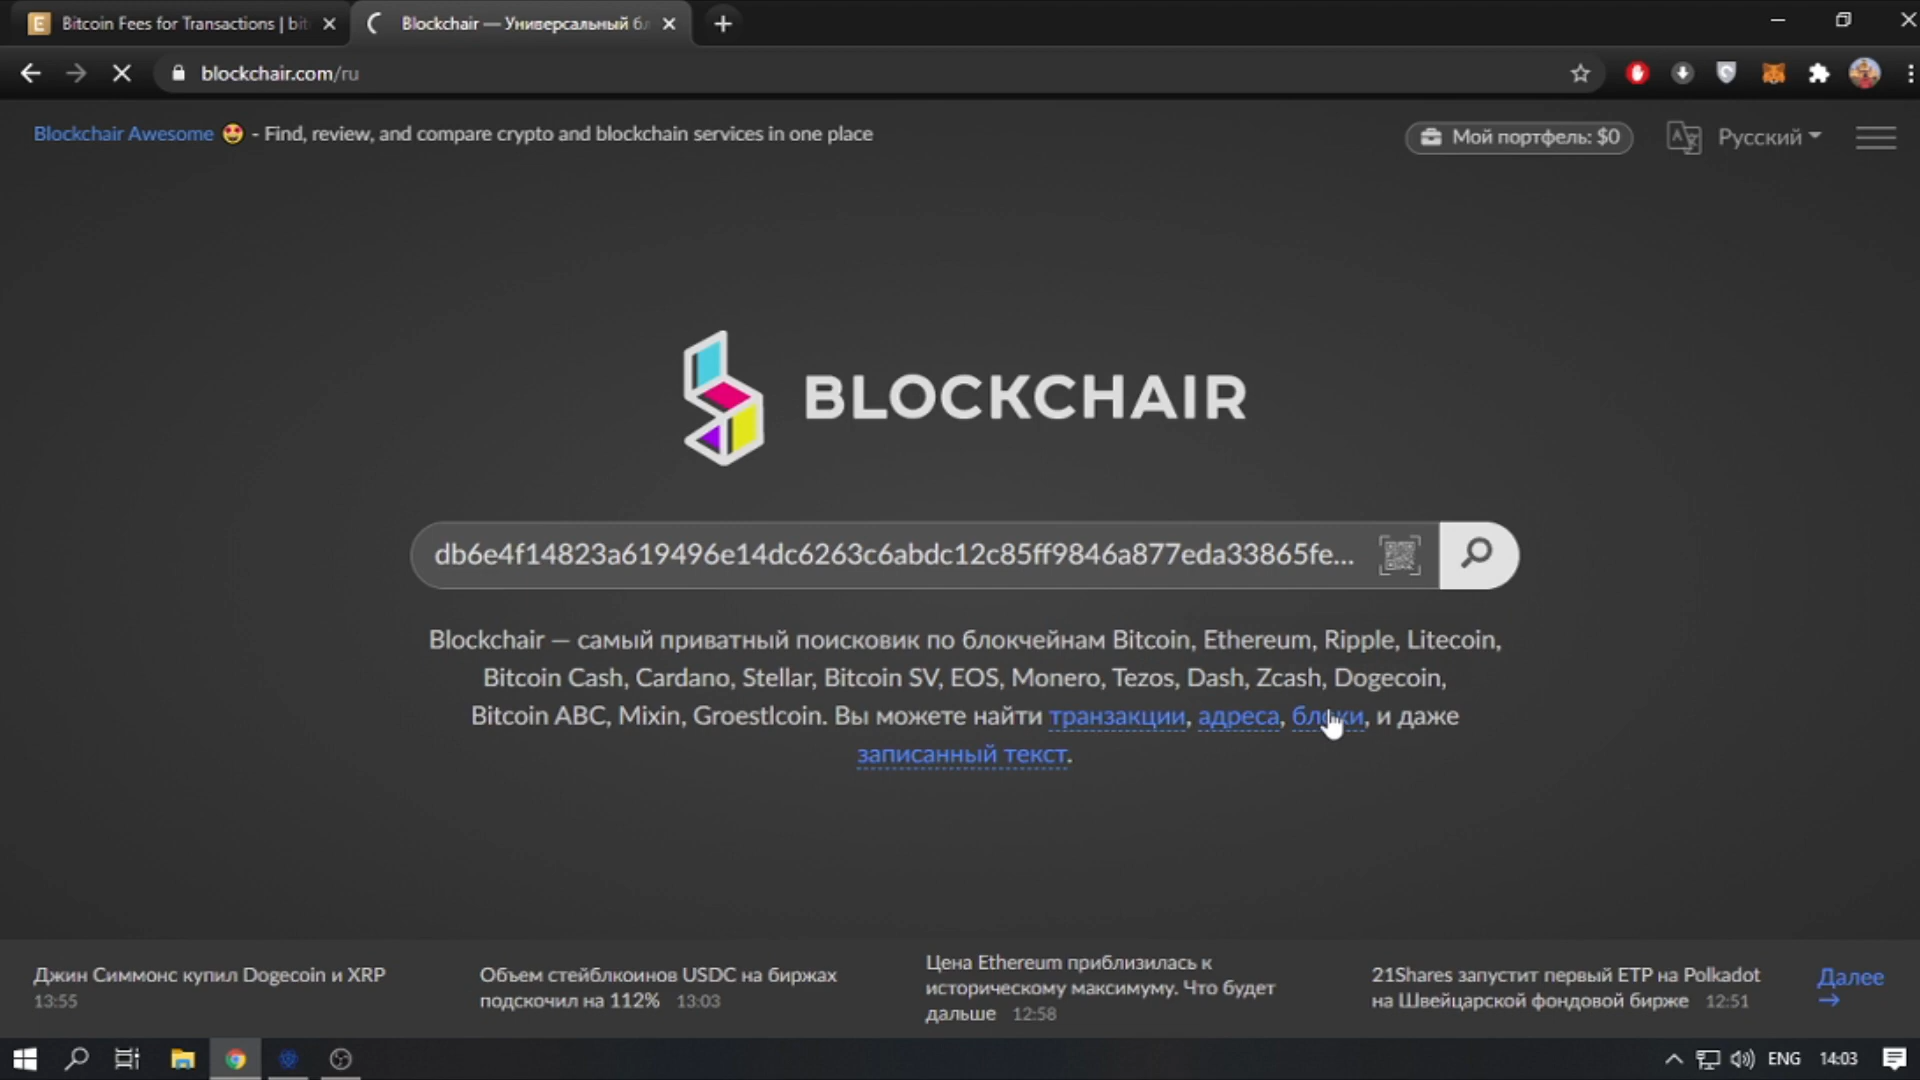 Bitcoin Fees for Transactions | bit
Blockchair — Универсальный б
blockchair.com/ru
Blockchair Awesome 🤩 - Find, review, and compare crypto and blockchain services in one place
Мой портфель: $0
Русский
BLOCKCHAIR
db6e4f14823a619496e14dc6263c6abdc12c85ff9846a877eda33865fe...
Blockchair — самый приватный поисковик по блокчейнам Bitcoin, Ethereum, Ripple, Litecoin,
Bitcoin Cash, Cardano, Stellar, Bitcoin SV, EOS, Monero, Tezos, Dash, Zcash, Dogecoin,
Bitcoin ABC, Mixin, Groestlcoin. Вы можете найти транзакции, адреса, блоки, и даже
записанный текст.
Джин Симмонс купил Dogecoin и XRP
13:55
Объем стейблкоинов USDC на биржах
подскочил на 112% 13:03
Цена Ethereum приблизилась к
историческому максимуму. Что будет
дальше 12:58
21Shares запустит первый ETP на Polkadot
на Швейцарской фондовой бирже 12:51
Далее
→
ENG
14:03